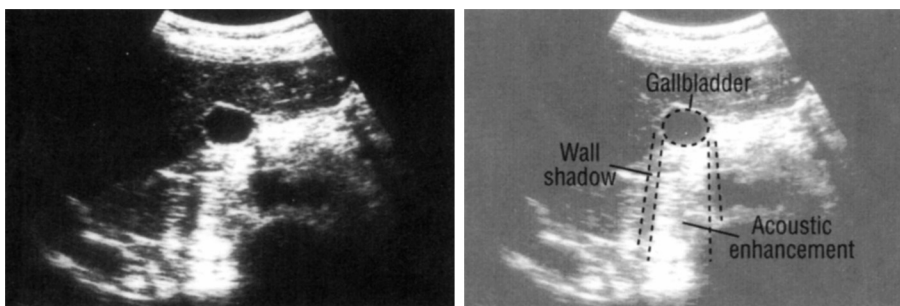 Gallbladder
Wall
shadow
Acoustic
enhancement